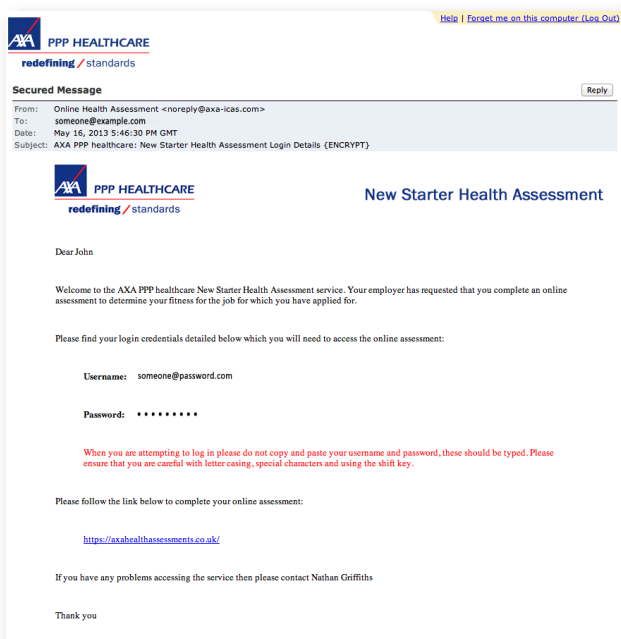 Help | Forget me on this computer (Log Out)
AXA PPP HEALTHCARE
redefining / standards
Secured Message
Reply
From: Online Health Assessment <noreply@axa-icas.com>
To: someone@example.com
Date: May 16, 2013 5:46:30 PM GMT
Subject: AXA PPP healthcare: New Starter Health Assessment Login Details {ENCRYPT}
AXA PPP HEALTHCARE
redefining / standards
New Starter Health Assessment
Dear John
Welcome to the AXA PPP healthcare New Starter Health Assessment service. Your employer has requested that you complete an online
assessment to determine your fitness for the job for which you have applied for.
Please find your login credentials detailed below which you will need to access the online assessment:
Username: someone@password.com
Password: • • • • • • • • •
When you are attempting to log in please do not copy and paste your username and password, these should be typed. Please
ensure that you are careful with letter casing, special characters and using the shift key.
Please follow the link below to complete your online assessment:
https://axahealthassessments.co.uk/
If you have any problems accessing the service then please contact Nathan Griffiths
Thank you